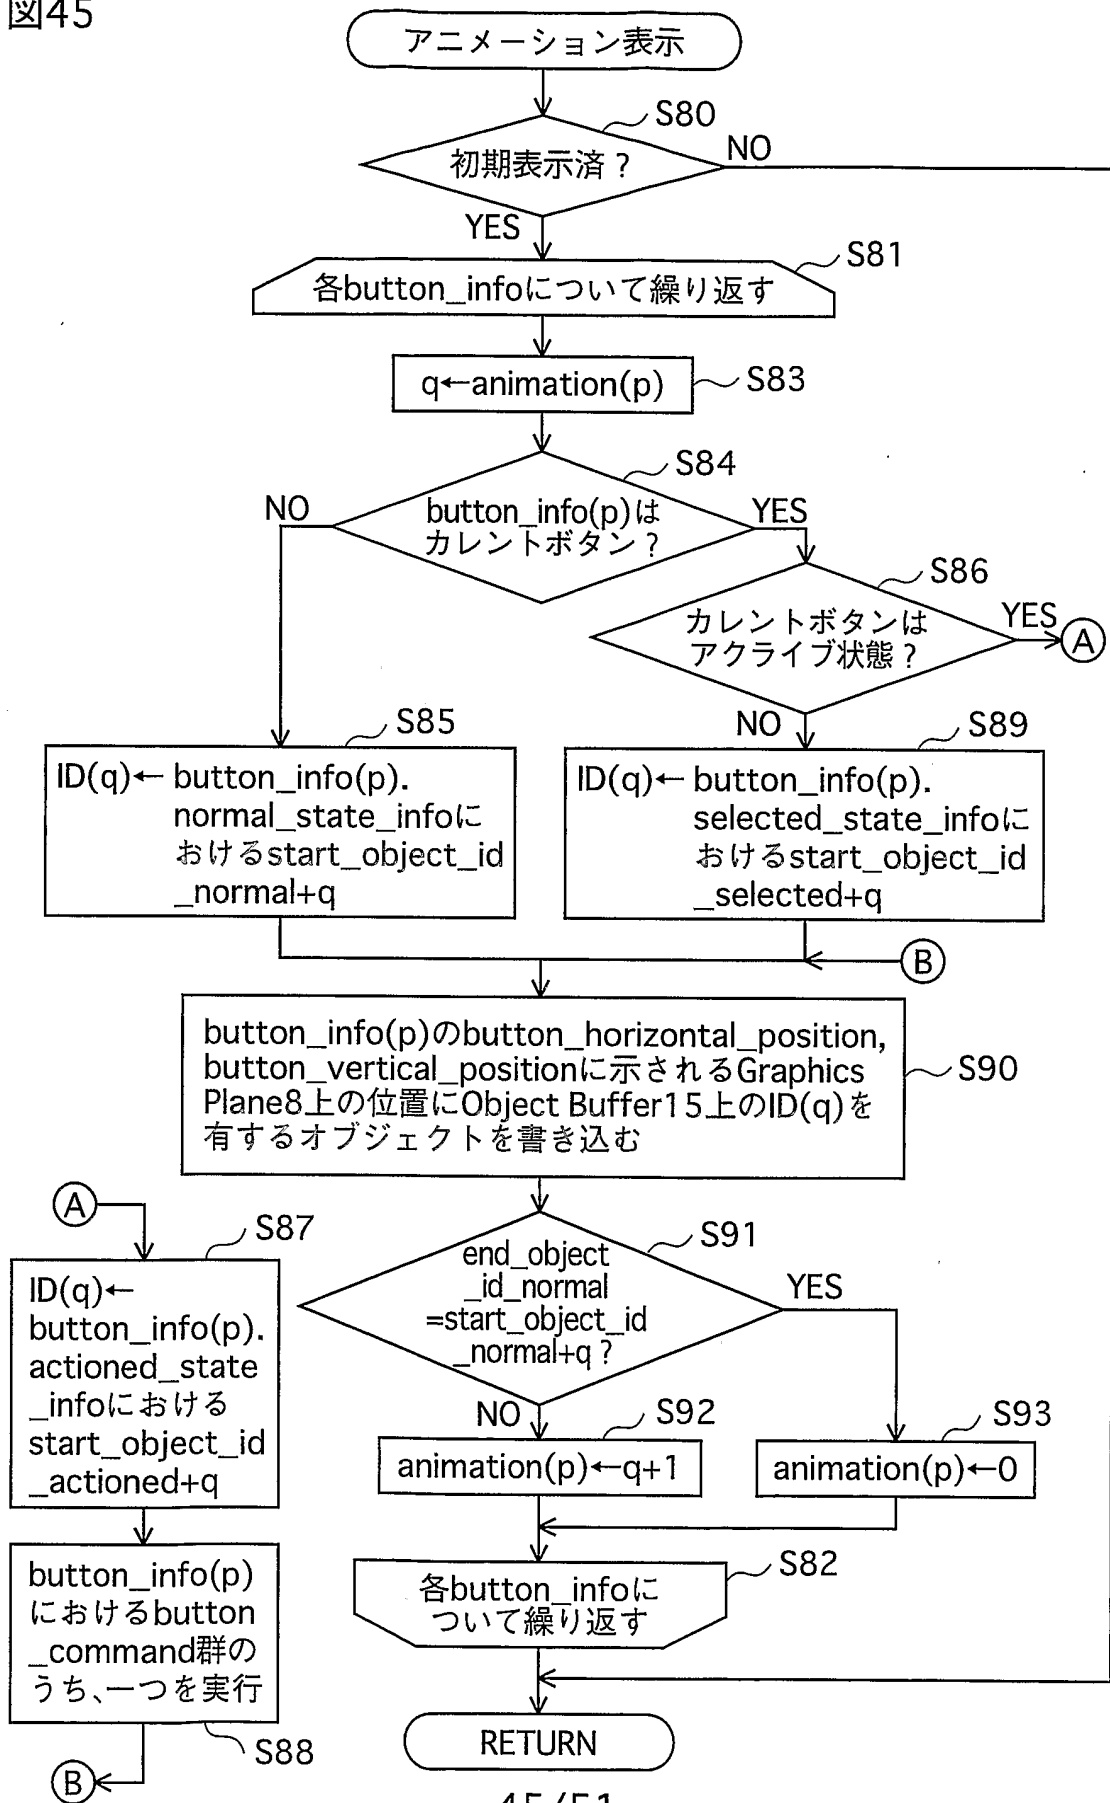 図45
アニメーション表示
S80
初期表示済？
NO
YES
S81
各button_infoについて繰り返す
q←animation(p)
S83
S84
NO
button_info(p)は
カレントボタン？
YES
S86
カレントボタンは
アクライブ状態？
YES
A
NO
S85
ID(q)← button_info(p).
normal_state_infoに
おけるstart_object_id
_normal+q
S89
ID(q)← button_info(p).
selected_state_infoに
おけるstart_object_id
_selected+q
B
button_info(p)のbutton_horizontal_position,
button_vertical_positionに示されるGraphics
Plane8上の位置にObject Buffer15上のID(q)を
有するオブジェクトを書き込む
S90
A
S87
ID(q)←
button_info(p).
actioned_state
_infoにおける
start_object_id
_actioned+q
button_info(p)
におけるbutton
_command群の
うち、一つを実行
S88
B
S91
end_object
_id_normal
=start_object_id
_normal+q？
YES
NO
S92
animation(p)←q+1
S93
animation(p)←0
S82
各button_infoに
ついて繰り返す
RETURN
45/51